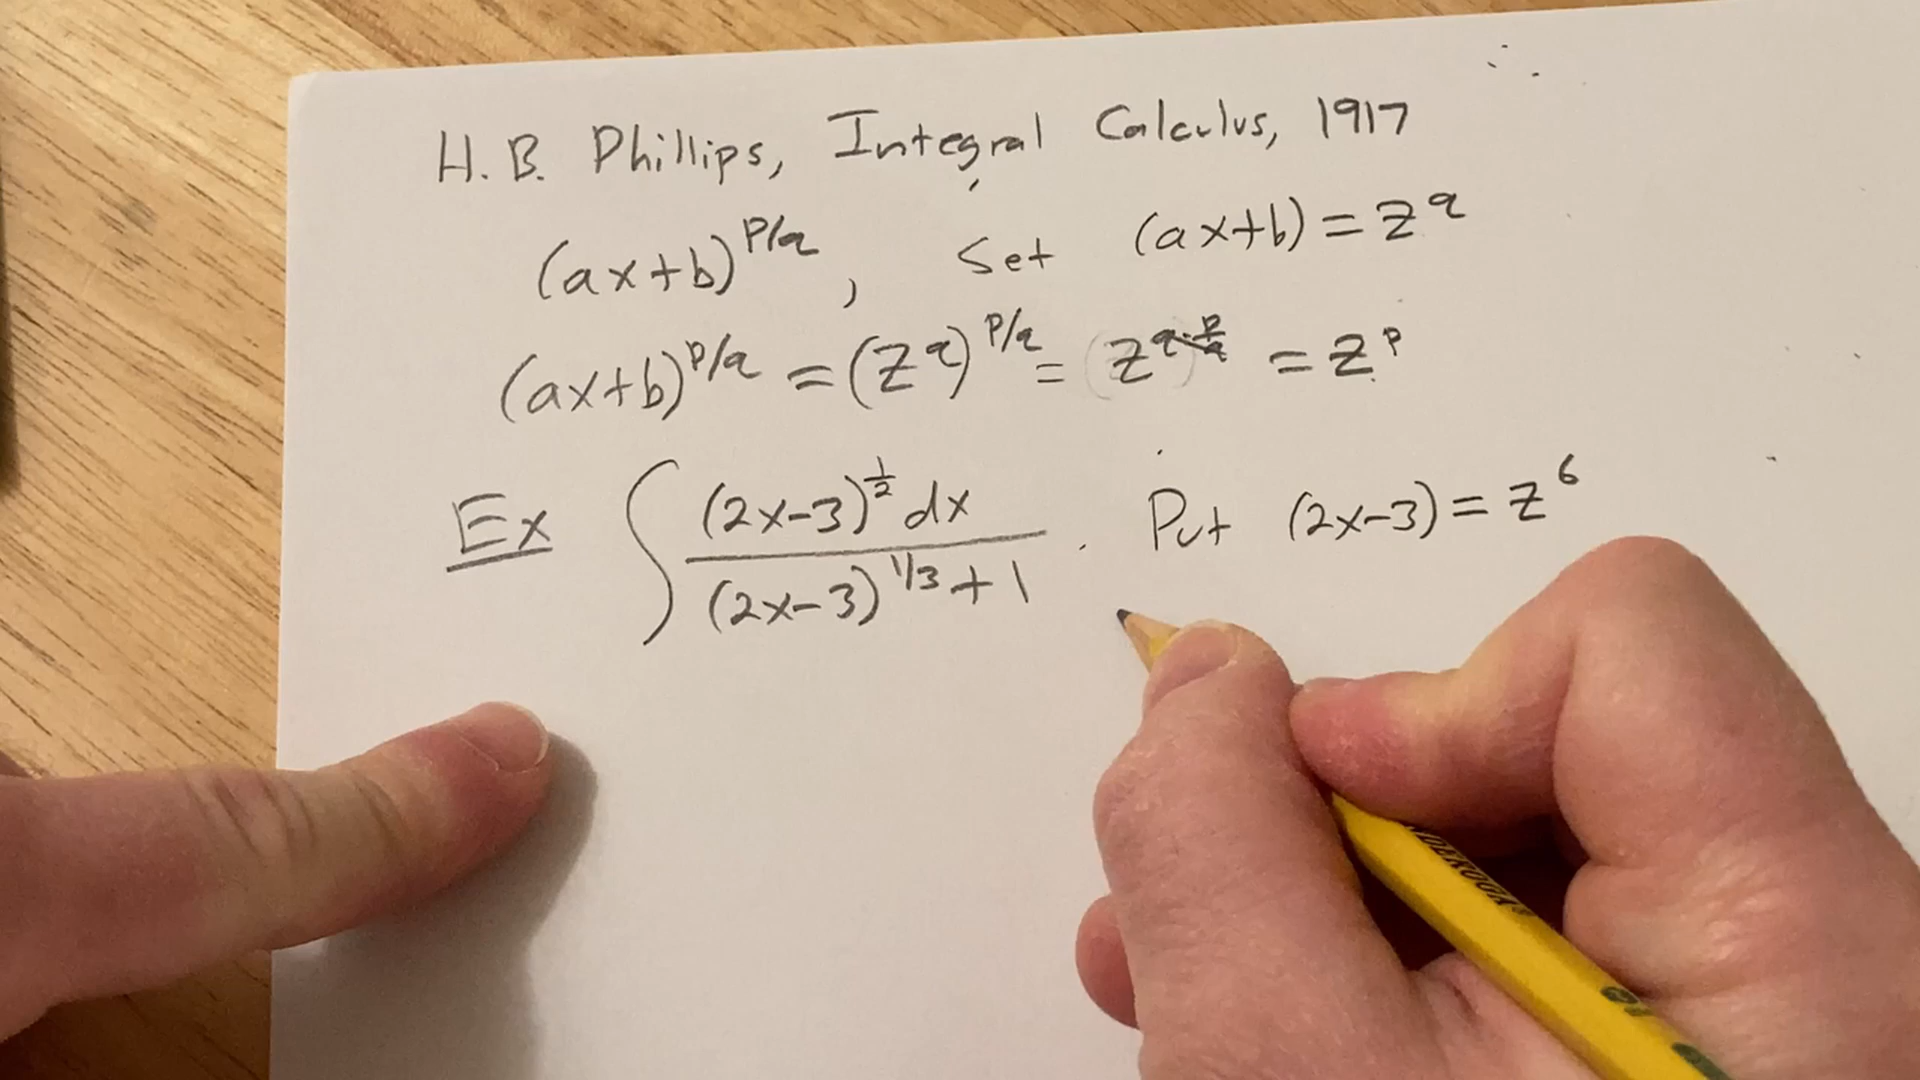 H. B. Phillips, Integral Calculus, 1917
(ax+b)^{p/q}, Set (ax+b) = z^q
(ax+b)^{p/q} = (z^q)^{p/q} = z^{q·p/q} = z^p
Ex ∫ (2x-3)^{1/2} dx / (2x-3)^{1/3} + 1 . Put (2x-3) = z^6